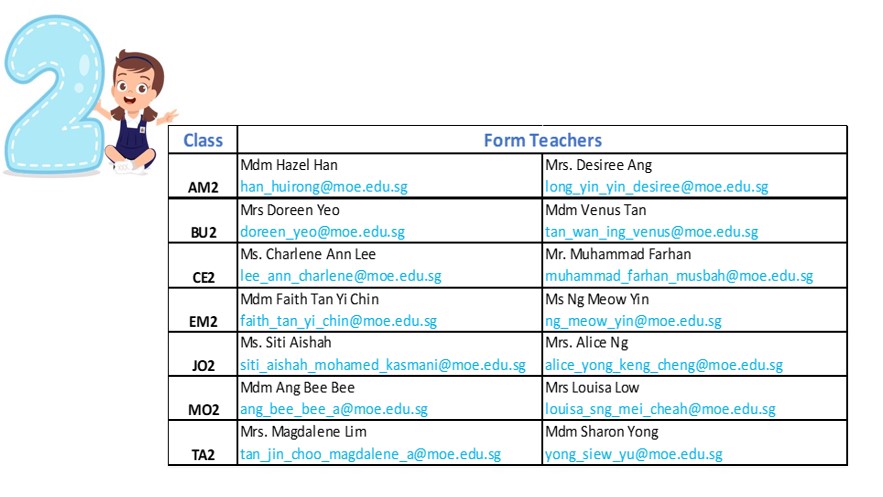 2
Class Form Teachers
Mdm Hazel Han Mrs. Desiree Ang
AM2 han_huirong@moe.edu.sg long_yin_yin_desiree@moe.edu.sg
Mrs Doreen Yeo Mdm Venus Tan
BU2 doreen_yeo@moe.edu.sg tan_wan_ing_venus@moe.edu.sg
Ms. Charlene Ann Lee Mr. Muhammad Farhan
CE2 lee_ann_charlene@moe.edu.sg muhammad_farhan_musbah@moe.edu.sg
Mdm Faith Tan Yi Chin Ms Ng Meow Yin
EM2 faith_tan_yi_chin@moe.edu.sg ng_meow_yin@moe.edu.sg
Ms. Siti Aishah Mrs. Alice Ng
JO2 siti_aishah_mohamed_kasmani@moe.edu.sg alice_yong_keng_cheng@moe.edu.sg
Mdm Ang Bee Bee Mrs Louisa Low
MO2 ang_bee_bee_a@moe.edu.sg louisa_sng_mei_cheah@moe.edu.sg
Mrs. Magdalene Lim Mdm Sharon Yong
TA2 tan_jin_choo_magdalene_a@moe.edu.sg yong_siew_yu@moe.edu.sg